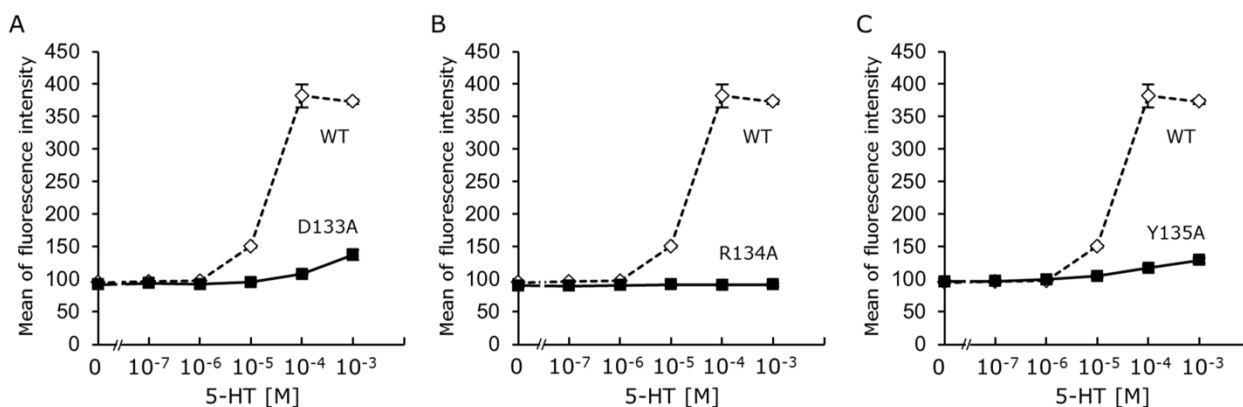 A
Mean of fluorescence intensity
450
400
350
300
250
200
150
100
50
0
WT
D133A
0 10⁻⁷ 10⁻⁶ 10⁻⁵ 10⁻⁴ 10⁻³
5-HT [M]
B
Mean of fluorescence intensity
450
400
350
300
250
200
150
100
50
0
WT
R134A
0 10⁻⁷ 10⁻⁶ 10⁻⁵ 10⁻⁴ 10⁻³
5-HT [M]
C
Mean of fluorescence intensity
450
400
350
300
250
200
150
100
50
0
WT
Y135A
0 10⁻⁷ 10⁻⁶ 10⁻⁵ 10⁻⁴ 10⁻³
5-HT [M]